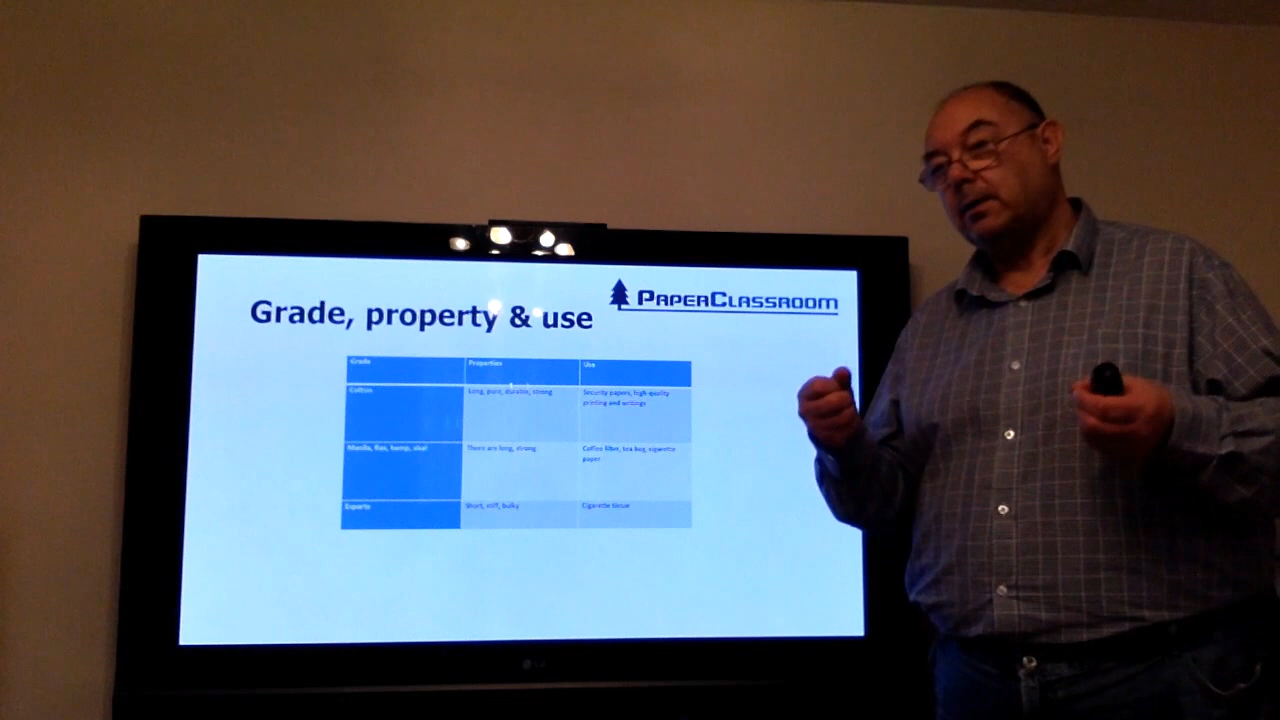 Grade, property & use
PAPERCLASSROOM
Grade Properties Use
Cotton Long, pure, durable, strong Security papers, high-quality
printing and writings
Manila, flax, hemp, sisal There are long, strong Coffee filter, tea bag, cigarette
paper
Esparto Short, stiff, bulky Cigarette tissue
LG